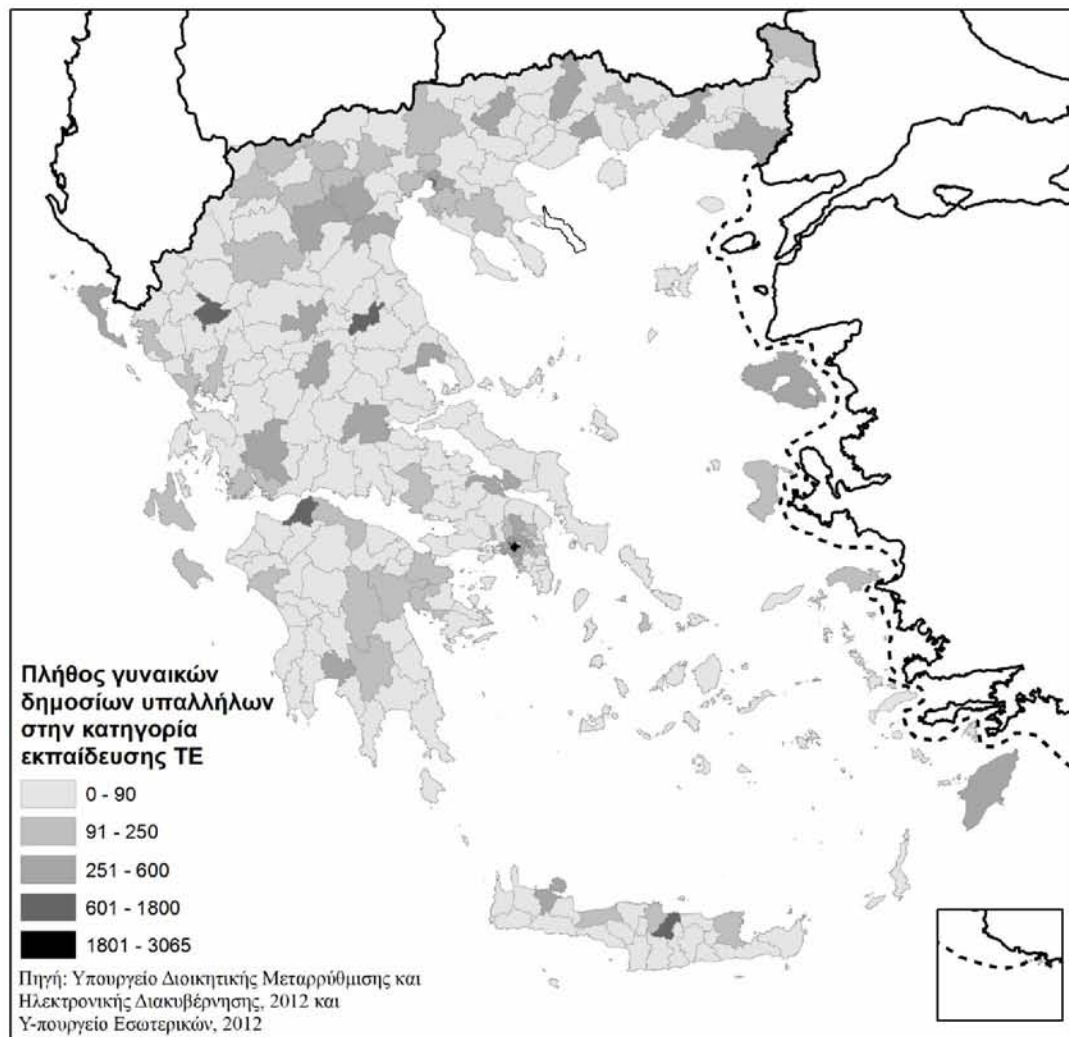 Πλήθος γυναικών
δημοσίων υπαλλήλων
στην κατηγορία
εκπαίδευσης ΤΕ
0 - 90
91 - 250
251 - 600
601 - 1800
1801 - 3065
Πηγή: Υπουργείο Διοικητικής Μεταρρύθμισης και
Ηλεκτρονικής Διακυβέρνησης, 2012 και
Υ-πουργείο Εσωτερικών, 2012